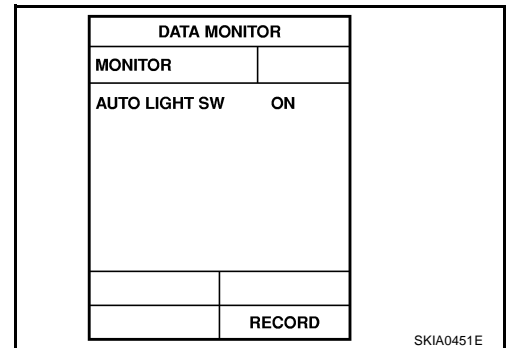 DATA MONITOR
MONITOR
AUTO LIGHT SW ON
RECORD
SKIA0451E